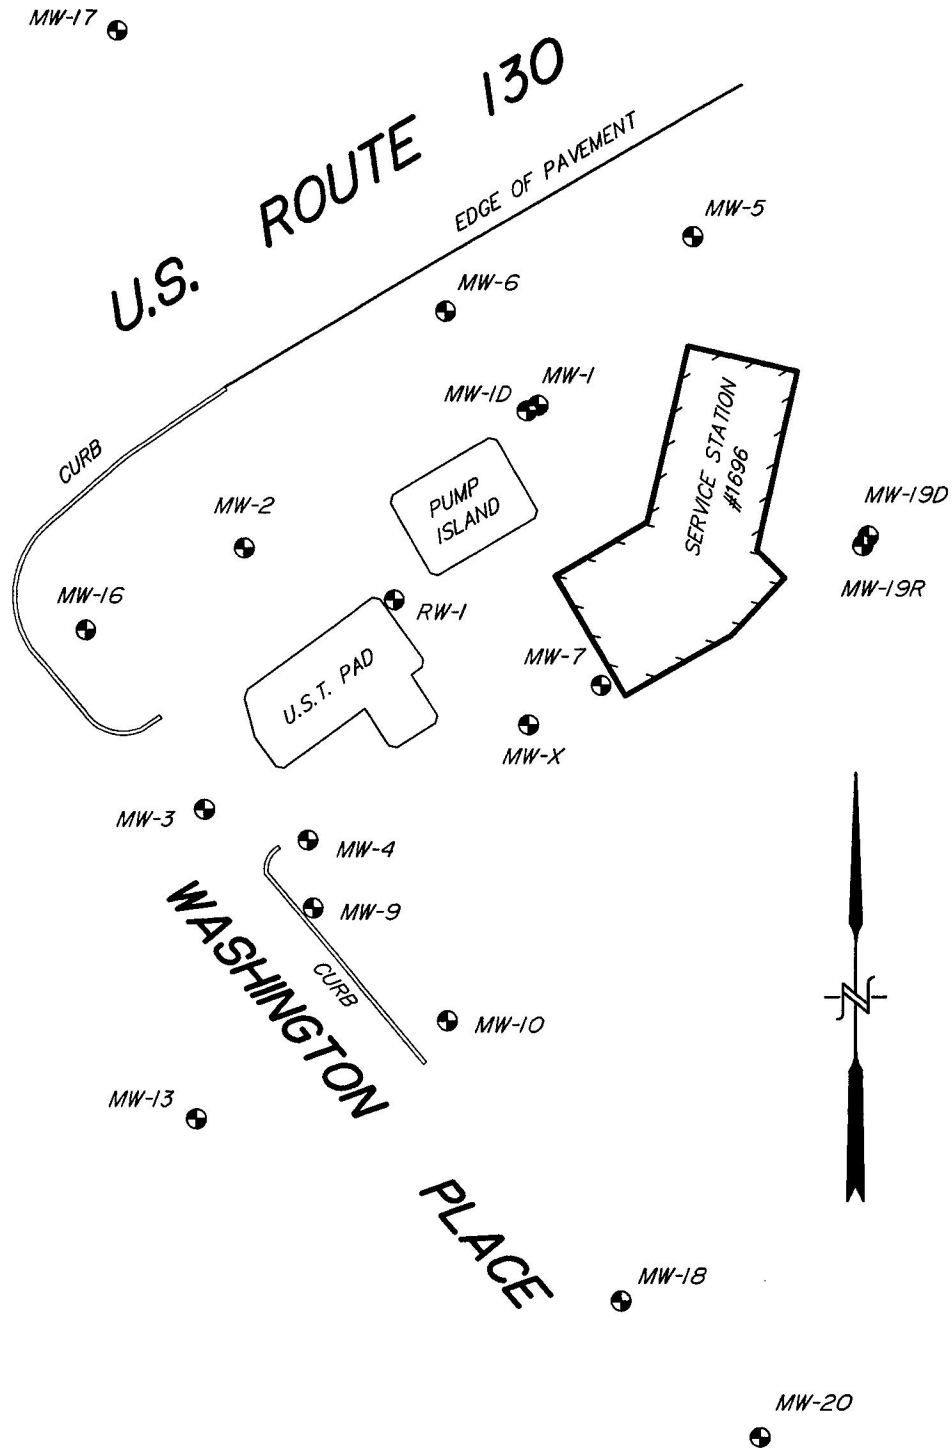 MW-17
U.S. ROUTE 130
EDGE OF PAVEMENT
MW-5
MW-6
MW-1D
MW-1
CURB
PUMP
ISLAND
SERVICE STATION
#1696
MW-2
MW-19D
MW-16
MW-19R
RW-1
MW-7
U.S.T. PAD
MW-X
MW-3
MW-4
MW-9
WASHINGTON PLACE
CURB
N
MW-10
MW-13
MW-18
MW-20